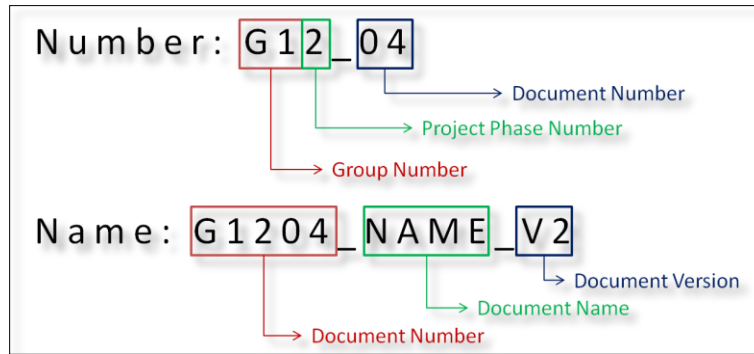 Number: G12_04
Document Number
Project Phase Number
Group Number
Name: G1204_NAME_V2
Document Version
Document Name
Document Number